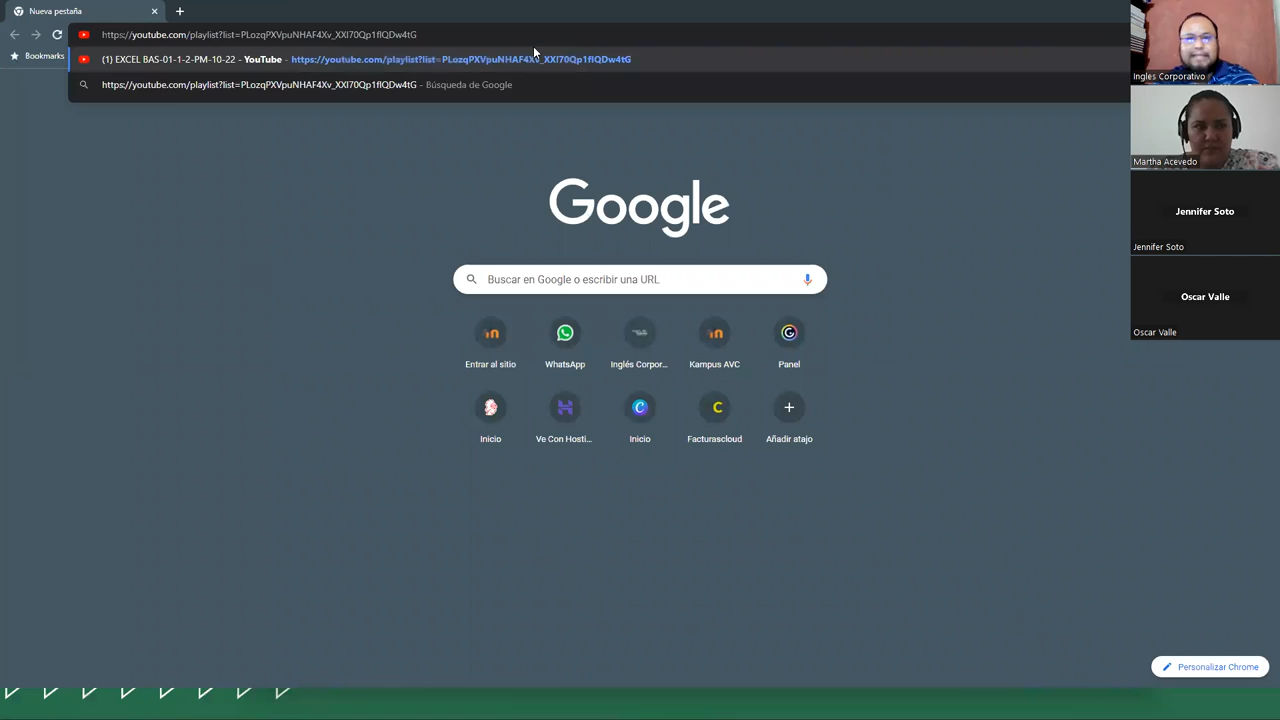 Nueva pestaña
https://youtube.com/playlist?list=PLozqPXVpuNHAF4Xv_XXl70Qp1flQDw4tG
Bookmarks
(1) EXCEL BAS-01-1-2-PM-10-22 - YouTube - https://youtube.com/playlist?list=PLozqPXVpuNHAF4Xv_XXl70Qp1flQDw4tG
https://youtube.com/playlist?list=PLozqPXVpuNHAF4Xv_XXl70Qp1flQDw4tG - Búsqueda de Google
Google
Buscar en Google o escribir una URL
Entrar al sitio
WhatsApp
Inglés Corpor...
Kampus AVC
Panel
Inicio
Ve Con Hosti...
Inicio
Facturascloud
Añadir atajo
Personalizar Chrome
Ingles Corporativo
Martha Acevedo
Jennifer Soto
Jennifer Soto
Oscar Valle
Oscar Valle